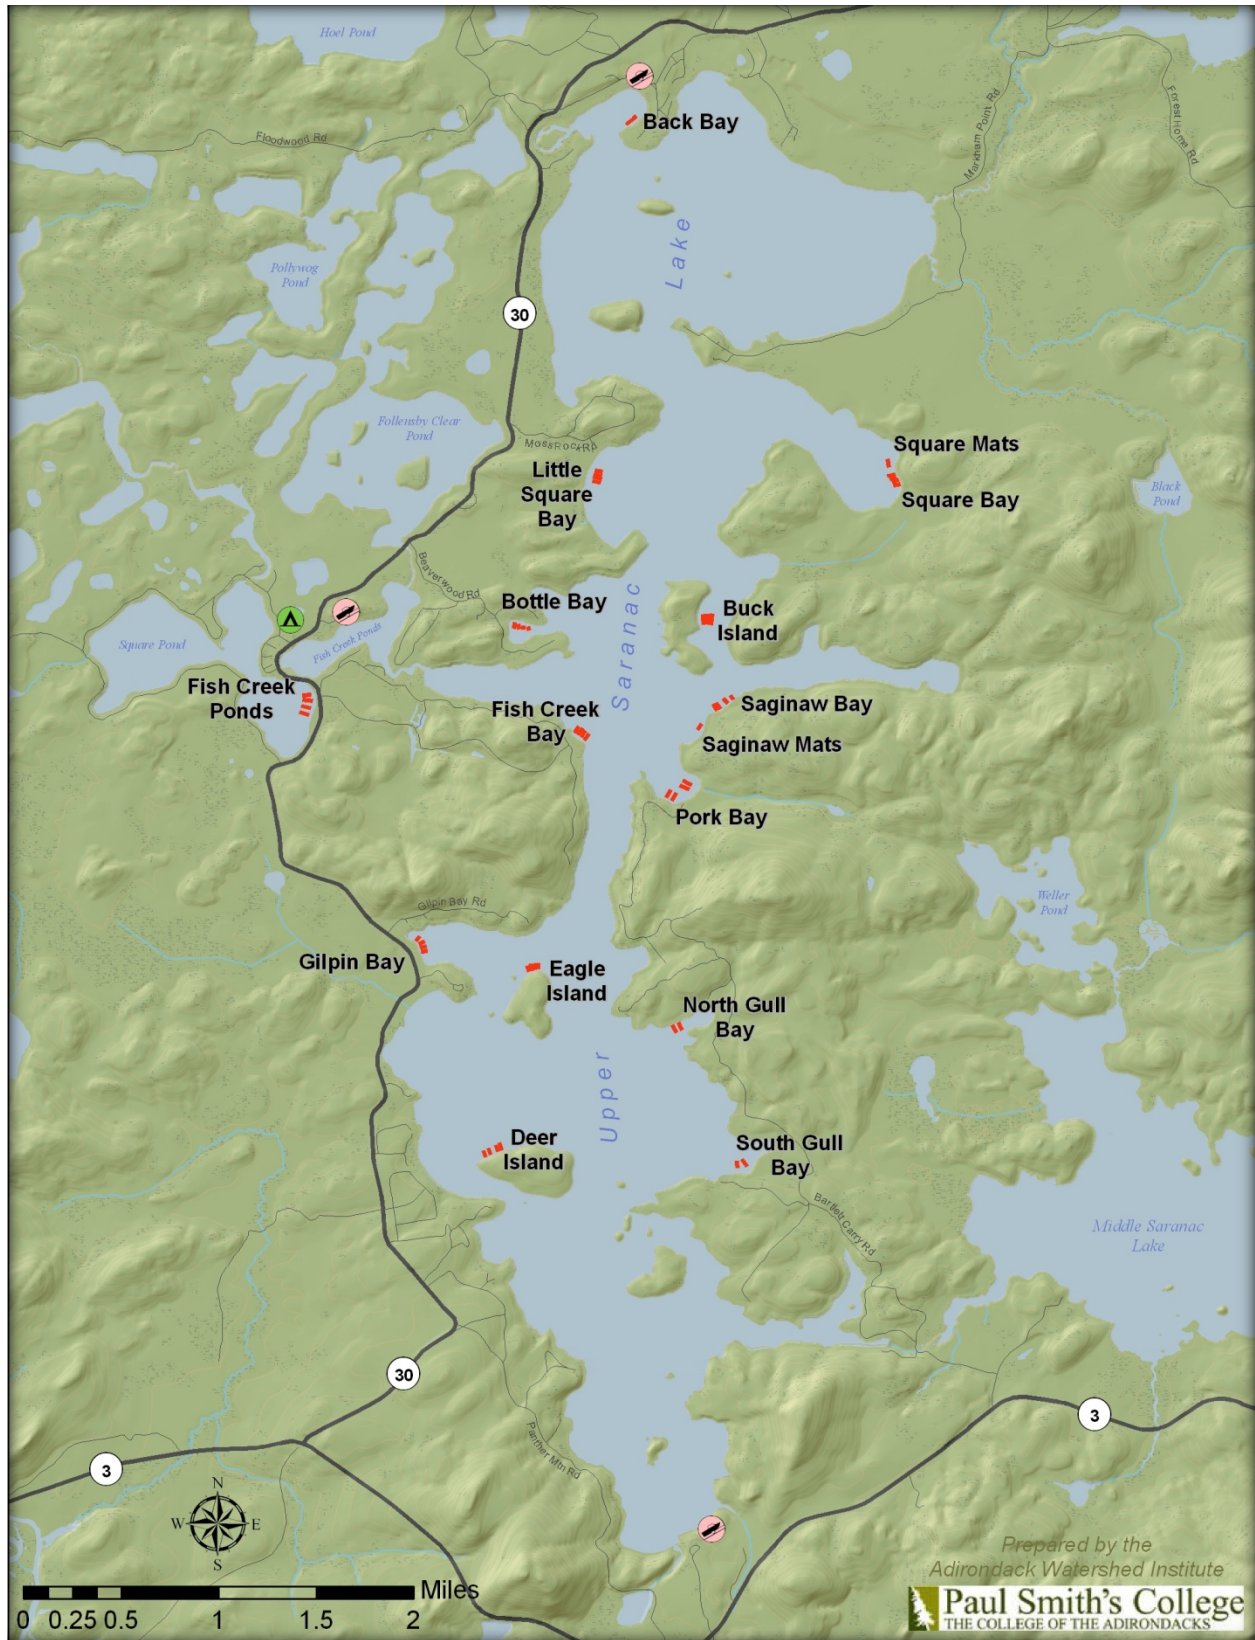 Hoel Pond
Floodwood Rd
Back Bay
Markham Point Rd
Forest Home Rd
Lake
Pollywog
Pond
30
Follensby Clear
Pond
Moss Rock Rd
Square Mats
Little
Square
Bay
Square Bay
Black
Pond
Beaverwood Rd
Bottle Bay
Buck
Island
Saranac
Square Pond
Fish Creek Ponds
Fish Creek
Ponds
Fish Creek
Bay
Saginaw Bay
Saginaw Mats
Pork Bay
Weller
Pond
Gilpin Bay Rd
Gilpin Bay
Eagle
Island
North Gull
Bay
Upper
Deer
Island
South Gull
Bay
Bartlett Carry Rd
Middle Saranac
Lake
30
3
Panther Mtn Rd
3
N
W E
S
Prepared by the
Adirondack Watershed Institute
Miles
0 0.25 0.5 1 1.5 2
Paul Smith's College
THE COLLEGE OF THE ADIRONDACKS